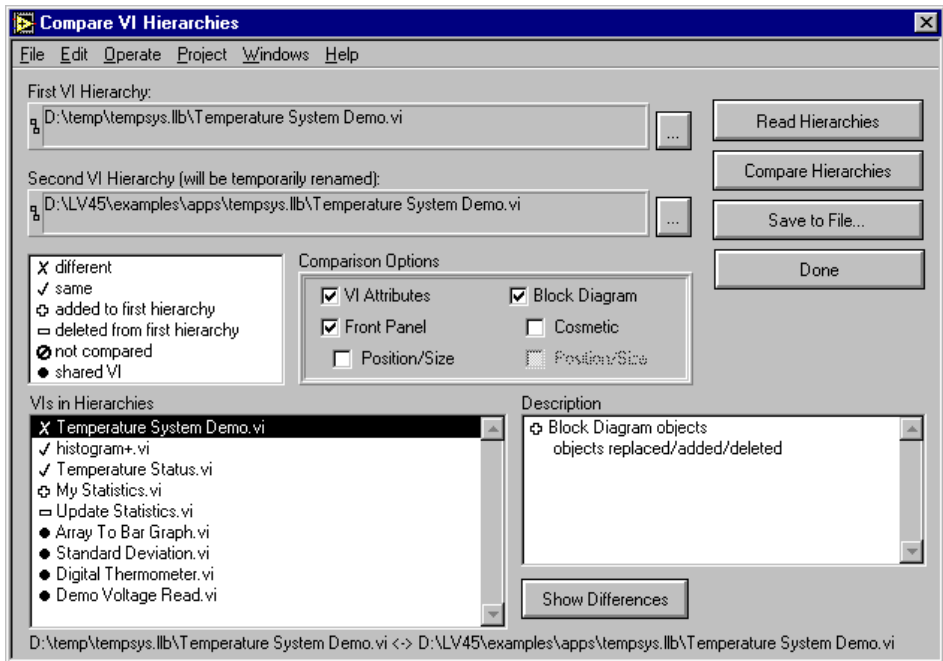 Compare VI Hierarchies
File Edit Operate Project Windows Help
First VI Hierarchy:
D:\temp\tempsys.llb\Temperature System Demo.vi
...
Read Hierarchies
Compare Hierarchies
Second VI Hierarchy (will be temporarily renamed):
D:\LV45\examples\apps\tempsys.llb\Temperature System Demo.vi
...
Save to File...
Done
different
same
added to first hierarchy
deleted from first hierarchy
not compared
shared VI
Comparison Options
VI Attributes
Block Diagram
Front Panel
Cosmetic
Position/Size
Position/Size
VIs in Hierarchies
Temperature System Demo.vi
histogram+.vi
Temperature Status.vi
My Statistics.vi
Update Statistics.vi
Array To Bar Graph.vi
Standard Deviation.vi
Digital Thermometer.vi
Demo Voltage Read.vi
Description
Block Diagram objects
objects replaced/added/deleted
Show Differences
D:\temp\tempsys.llb\Temperature System Demo.vi <-> D:\LV45\examples\apps\tempsys.llb\Temperature System Demo.vi